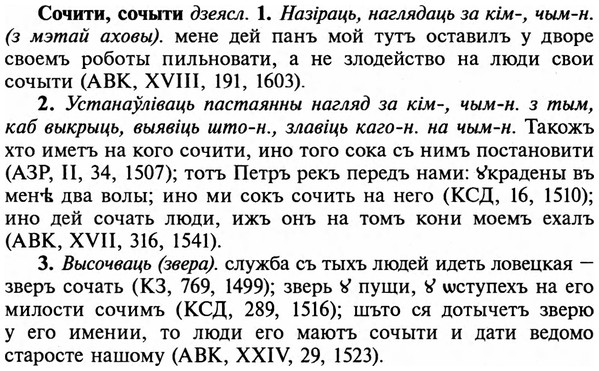 Сочити, сочыти дзеясл. 1. Назіраць, наглядаць за кім-, чым-н.
(з мэтай аховы). мене дей панъ мой тутъ оставилъ у дворе
своемъ роботы пильновати, а не злодейство на люди свои
сочыти (АВК, XVIII, 191, 1603).
2. Устанаўліваць пастаянны нагляд за кім-, чым-н. з тым,
каб выкрыць, выявіць што-н., злавіць каго-н. на чым-н. Такожъ
хто иметъ на кого сочити, ино того сока съ нимъ постановити
(АЗР, II, 34, 1507); тотъ Петръ рекъ передъ нами: ꙋкрадены въ
менѣ два волы; ино ми сокъ сочить на него (КСД, 16, 1510);
ино дей сочать люди, ижъ онъ на томъ кони моемъ ехалъ
(АВК, XVII, 316, 1541).
3. Высочваць (звера). служба съ тыхъ людей идеть ловецкая –
зверъ сочать (КЗ, 769, 1499); зверь ꙋ пущи, ꙋ ѡступехъ на его
милости сочимъ (КСД, 289, 1516); шъто ся дотычеть зверю
у его имении, то люди его маютъ сочыти и дати ведомо
старосте нашому (АВК, XXIV, 29, 1523).